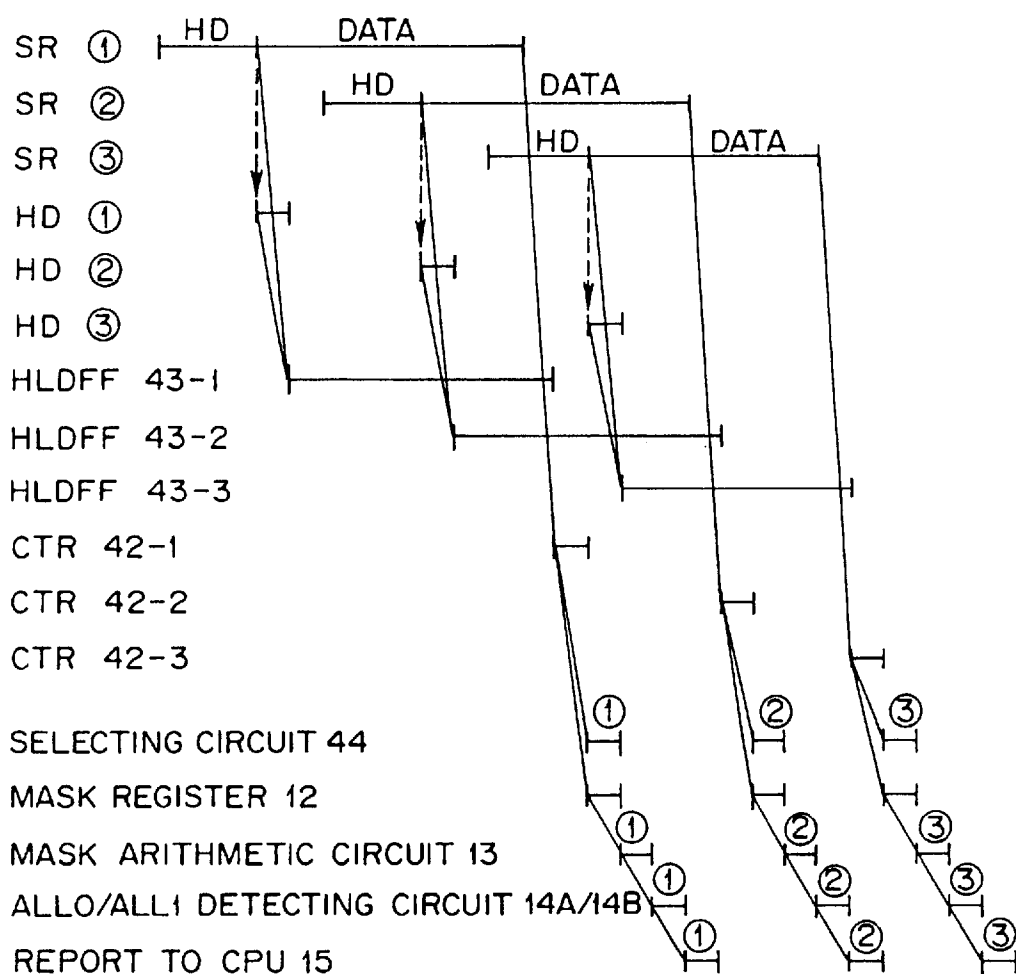 SR ① HD DATA
SR ② HD DATA
SR ③ HD DATA
HD ①
HD ②
HD ③
HLDFF 43-1
HLDFF 43-2
HLDFF 43-3
CTR 42-1
CTR 42-2
CTR 42-3
① ② ③
SELECTING CIRCUIT 44
MASK REGISTER 12
① ② ③
MASK ARITHMETIC CIRCUIT 13
① ② ③
ALL0/ALL1 DETECTING CIRCUIT 14A/14B
① ② ③
REPORT TO CPU 15